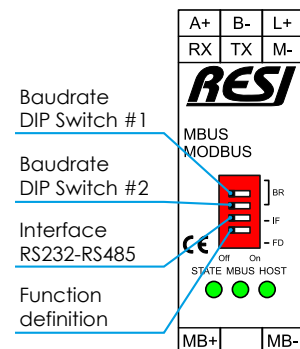 A+ B- L+
RX TX M-
RESI
Baudrate
DIP Switch #1
MBUS
MODBUS
Baudrate
DIP Switch #2
BR
Interface
RS232-RS485
IF
CE
FD
Off On
STATE MBUS HOST
Function
definition
MB+ MB-